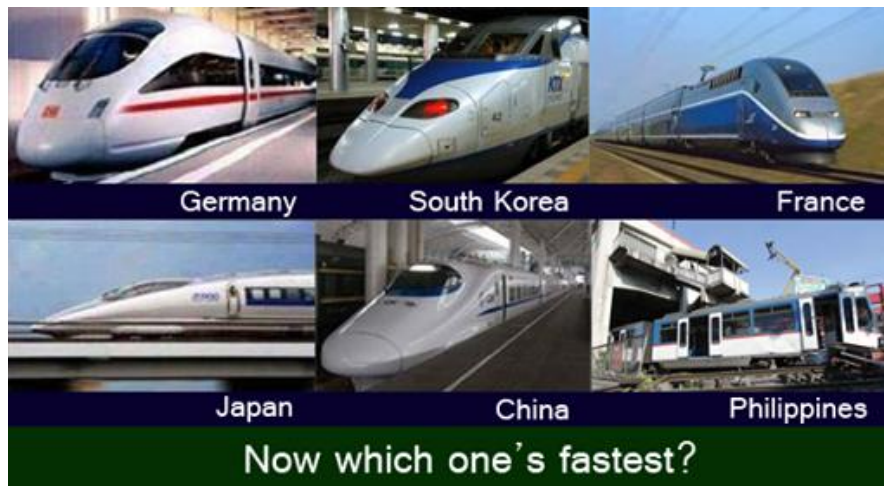 Germany
South Korea
France
Japan
China
Philippines
Now which one's fastest?